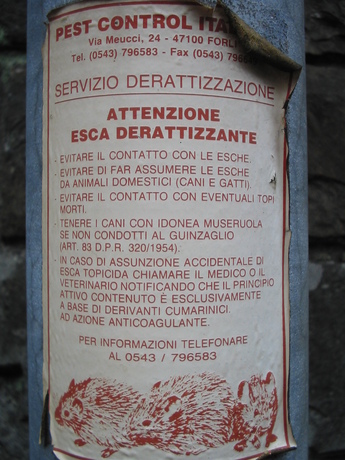 PEST CONTROL ITA
Via Meucci, 24 - 47100 FORLÌ
Tel. (0543) 796583 - Fax (0543) 796
SERVIZIO DERATTIZZAZIONE
ATTENZIONE
ESCA DERATTIZZANTE
- EVITARE IL CONTATTO CON LE ESCHE.
- EVITARE DI FAR ASSUMERE LE ESCHE
DA ANIMALI DOMESTICI (CANI E GATTI).
- EVITARE IL CONTATTO CON EVENTUALI TOPI
MORTI.
- TENERE I CANI CON IDONEA MUSERUOLA
SE NON CONDOTTI AL GUINZAGLIO
(ART. 83 D.P.R. 320/1954).
- IN CASO DI ASSUNZIONE ACCIDENTALE DI
ESCA TOPICIDA CHIAMARE IL MEDICO O IL
VETERINARIO NOTIFICANDO CHE IL PRINCIPIO
ATTIVO CONTENUTO È ESCLUSIVAMENTE
A BASE DI DERIVANTI CUMARINICI.
AD AZIONE ANTICOAGULANTE.
PER INFORMAZIONI TELEFONARE
AL 0543 / 796583